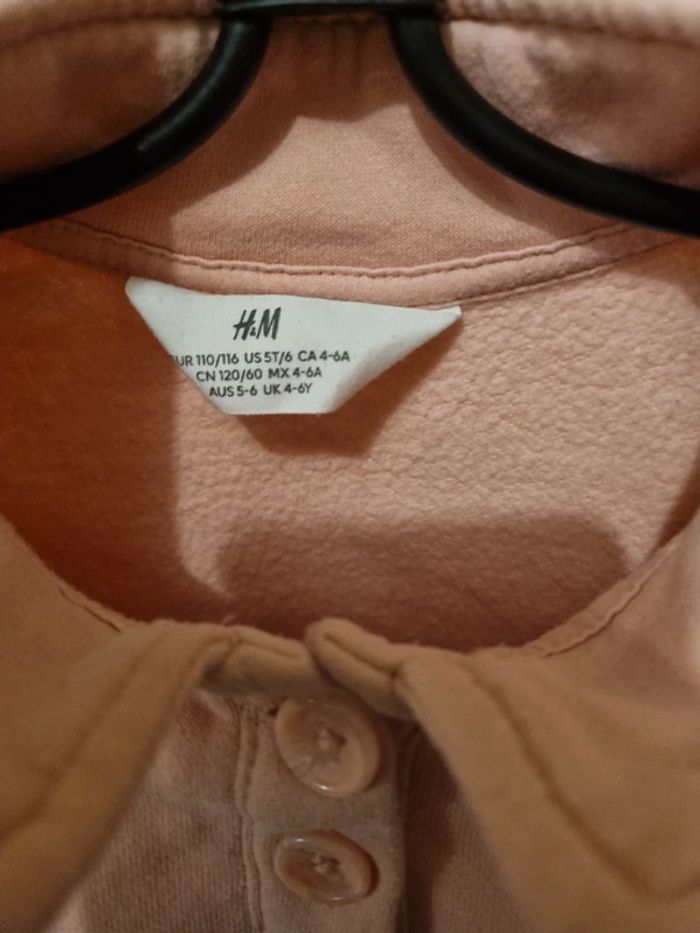 H&M
EUR 110/116 US 5T/6 CA 4-6A
CN 120/60 MX 4-6A
AUS 5-6 UK 4-6Y